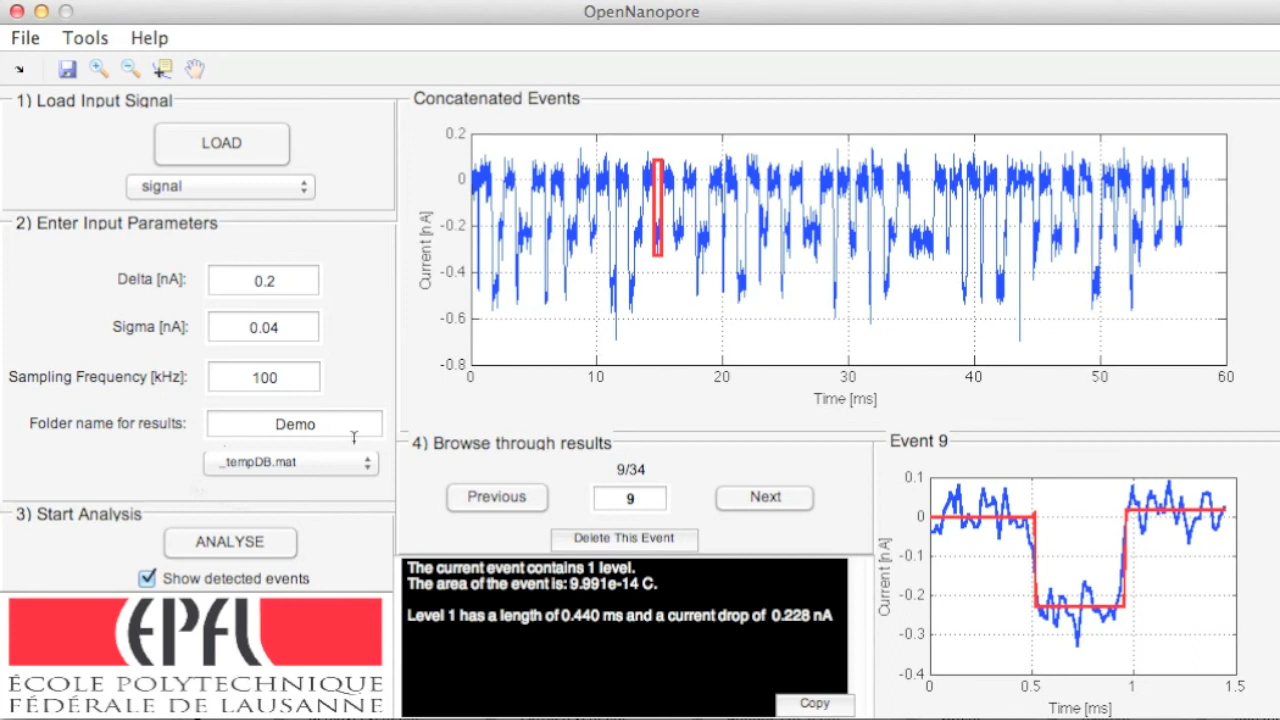 OpenNanopore
File Tools Help
1) Load Input Signal
LOAD
signal
2) Enter Input Parameters
Delta [nA]: 0.2
Sigma [nA]: 0.04
Sampling Frequency [kHz]: 100
Folder name for results: Demo
_tempDB.mat
3) Start Analysis
ANALYSE
Show detected events
EPFL
ÉCOLE POLYTECHNIQUE
FÉDÉRALE DE LAUSANNE
Concatenated Events
0.2
0
-0.2
-0.4
-0.6
-0.8
Current [nA]
0 10 20 30 40 50 60
Time [ms]
4) Browse through results
9/34
Previous 9 Next
Delete This Event
The current event contains 1 level.
The area of the event is: 9.991e-14 C.
Level 1 has a length of 0.440 ms and a current drop of 0.228 nA
Copy
Event 9
0.1
0
-0.1
-0.2
-0.3
-0.4
Current [nA]
0 0.5 1 1.5
Time [ms]